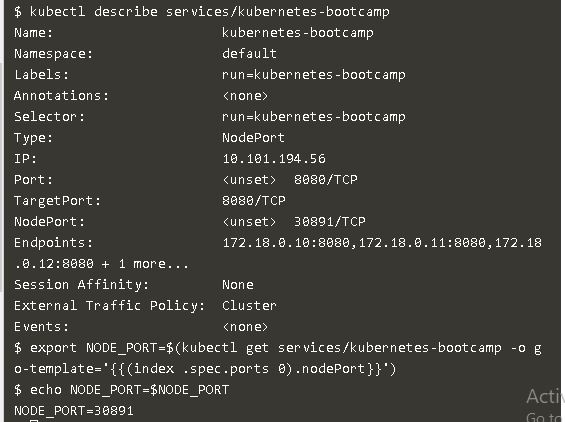 $ kubectl describe services/kubernetes-bootcamp
Name:                     kubernetes-bootcamp
Namespace:                default
Labels:                   run=kubernetes-bootcamp
Annotations:              <none>
Selector:                 run=kubernetes-bootcamp
Type:                     NodePort
IP:                       10.101.194.56
Port:                     <unset>  8080/TCP
TargetPort:               8080/TCP
NodePort:                 <unset>  30891/TCP
Endpoints:                172.18.0.10:8080,172.18.0.11:8080,172.18
.0.12:8080 + 1 more...
Session Affinity:         None
External Traffic Policy:  Cluster
Events:                   <none>
$ export NODE_PORT=$(kubectl get services/kubernetes-bootcamp -o g
o-template='{{(index .spec.ports 0).nodePort}}')
$ echo NODE_PORT=$NODE_PORT
NODE_PORT=30891
Activ
Go to